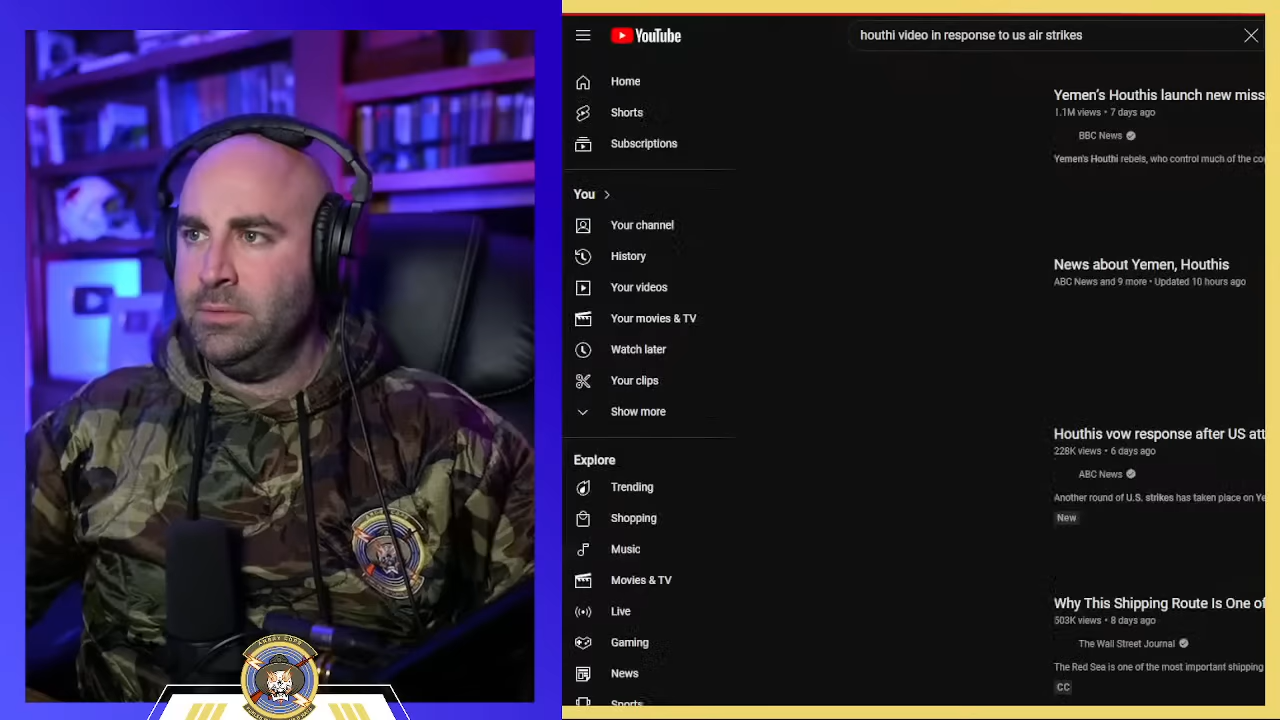 YouTube
houthi video in response to us air strikes
Home
Shorts
Subscriptions
You
Your channel
History
Your videos
Your movies & TV
Watch later
Your clips
Show more
Explore
Trending
Shopping
Music
Movies & TV
Live
Gaming
News
Sports
Yemen's Houthis launch new miss
1.1M views • 7 days ago
BBC News
Yemen's Houthi rebels, who control much of the cou
News about Yemen, Houthis
ABC News and 9 more • Updated 10 hours ago
Houthis vow response after US att
228K views • 6 days ago
ABC News
Another round of U.S. strikes has taken place on Ye
New
Why This Shipping Route Is One of
503K views • 8 days ago
The Wall Street Journal
The Red Sea is one of the most important shipping
CC
ANGRY COPS